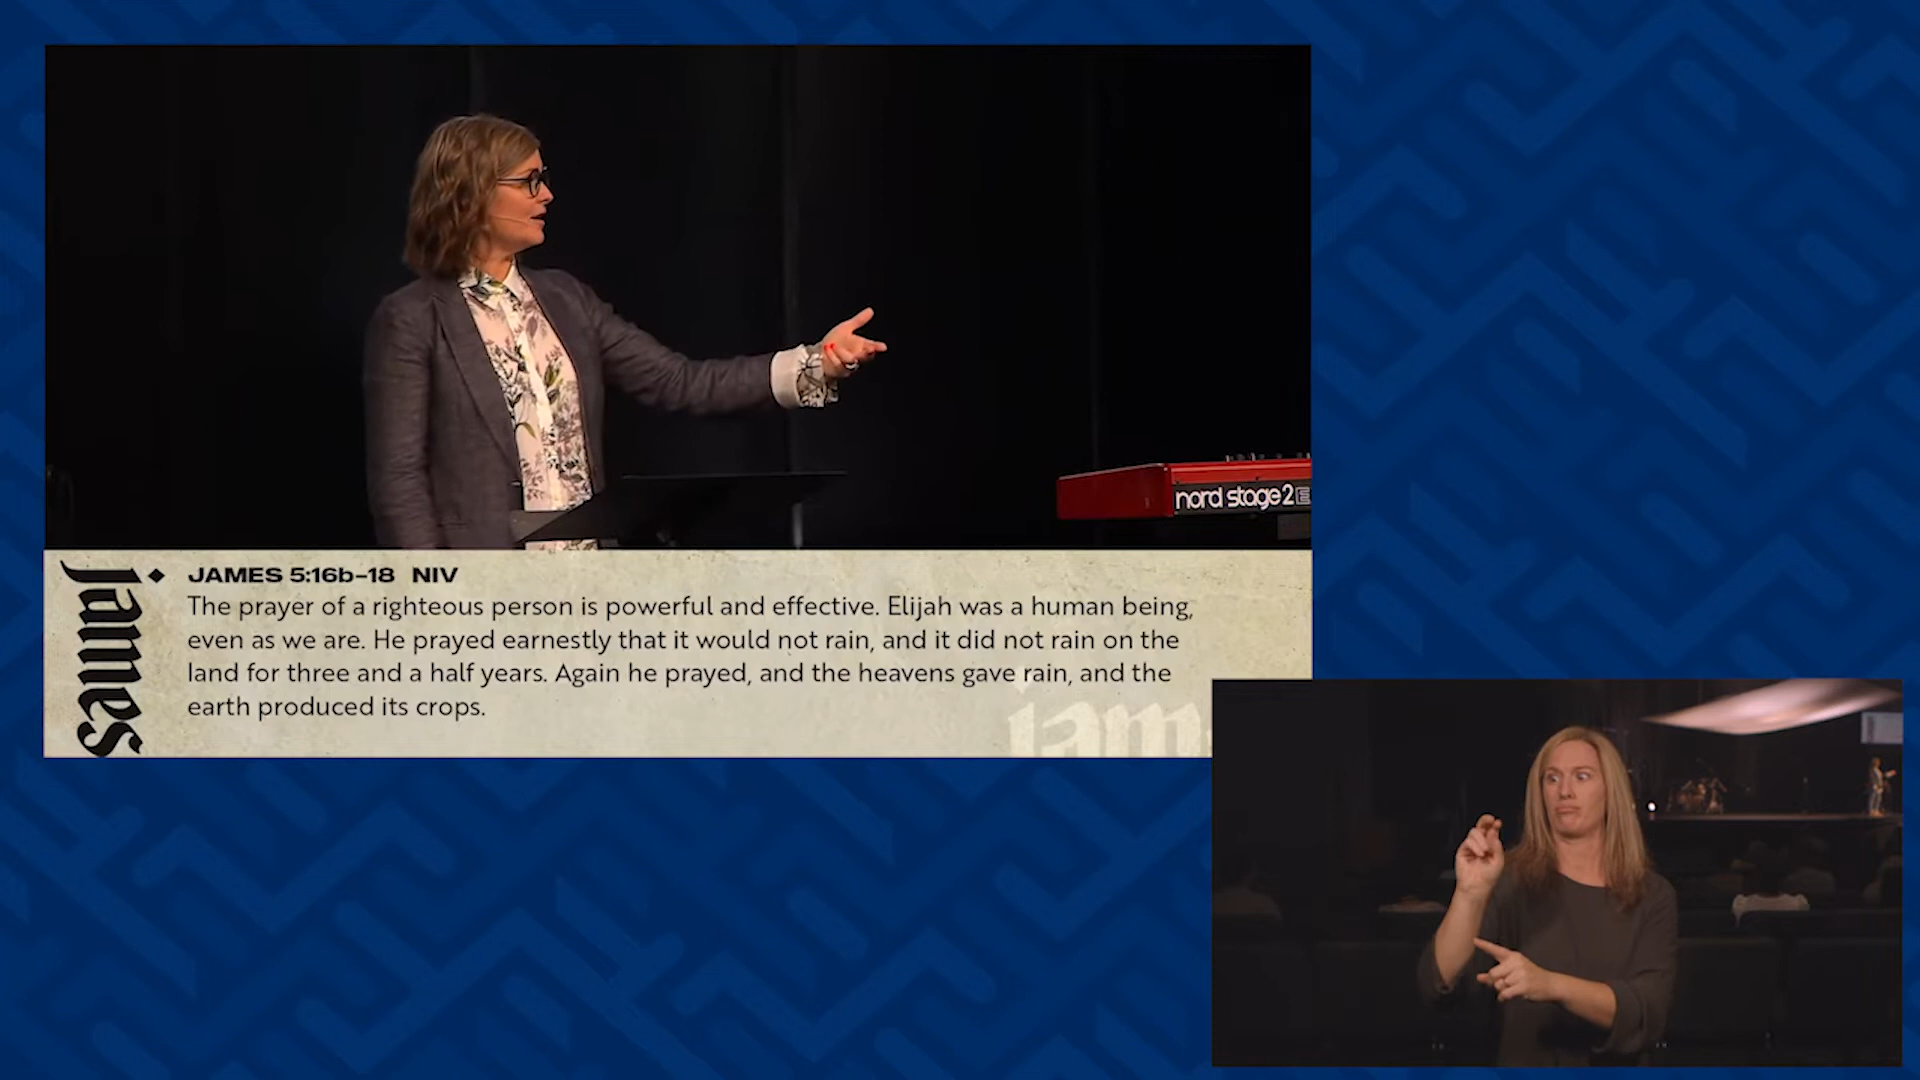 nord stage 2 E
James
JAMES 5:16b-18 NIV
The prayer of a righteous person is powerful and effective. Elijah was a human being,
even as we are. He prayed earnestly that it would not rain, and it did not rain on the
land for three and a half years. Again he prayed, and the heavens gave rain, and the
earth produced its crops.
jam